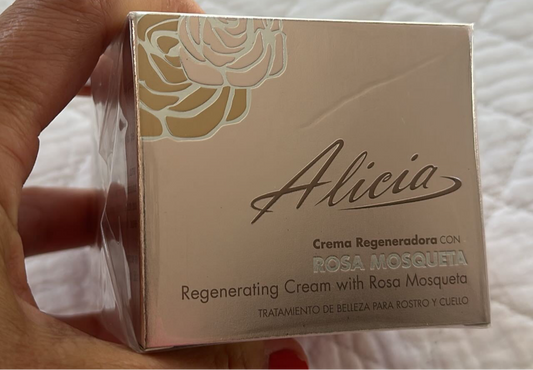 Alicia
Crema Regeneradora CON
ROSA MOSQUETA
Regenerating Cream with Rosa Mosqueta
TRATAMIENTO DE BELLEZA PARA ROSTRO Y CUELLO